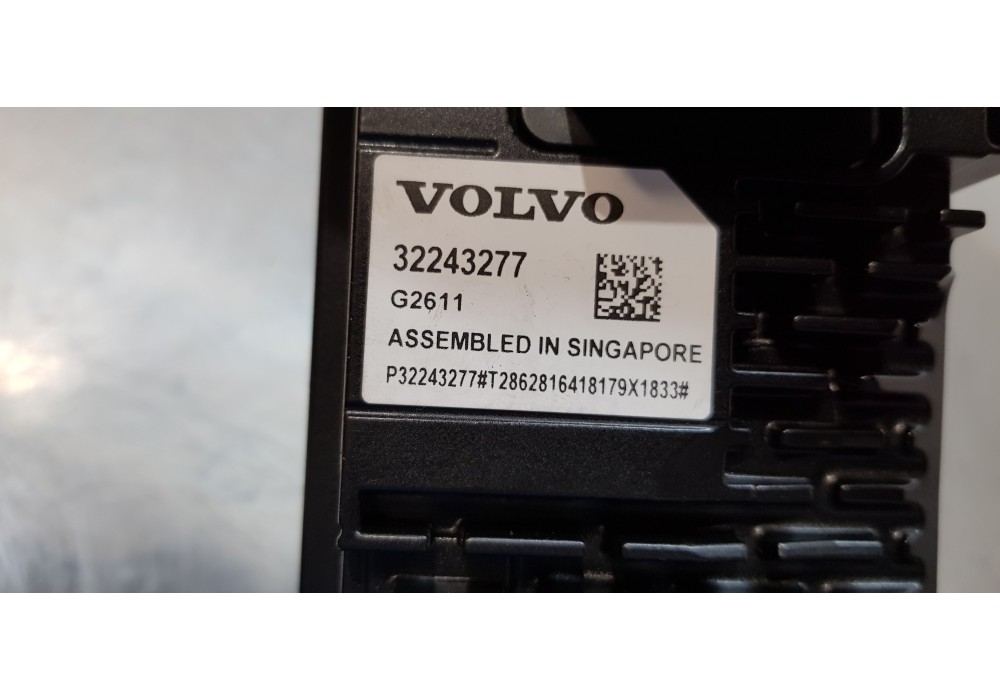 VOLVO
32243277
G2611
ASSEMBLED IN SINGAPORE
P32243277#T2862816418179X1833#